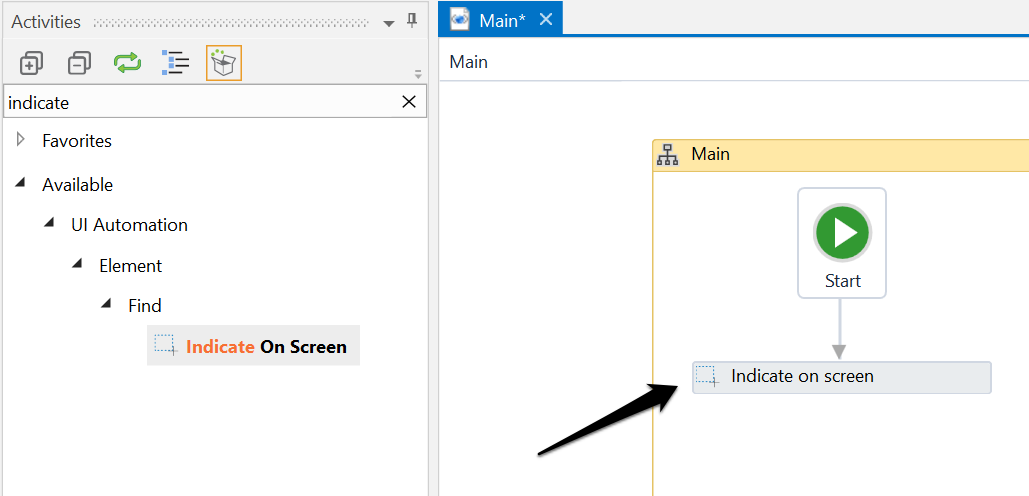 Activities
indicate
Favorites
Available
UI Automation
Element
Find
Indicate On Screen
Main*
Main
Main
Start
Indicate on screen